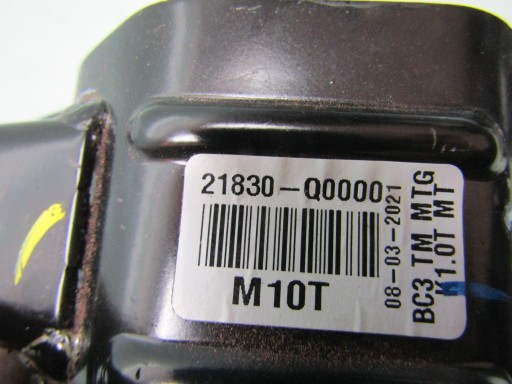 21830-Q0000
M10T
08-03-2021
BC3 TM MTG
K1.0T MT